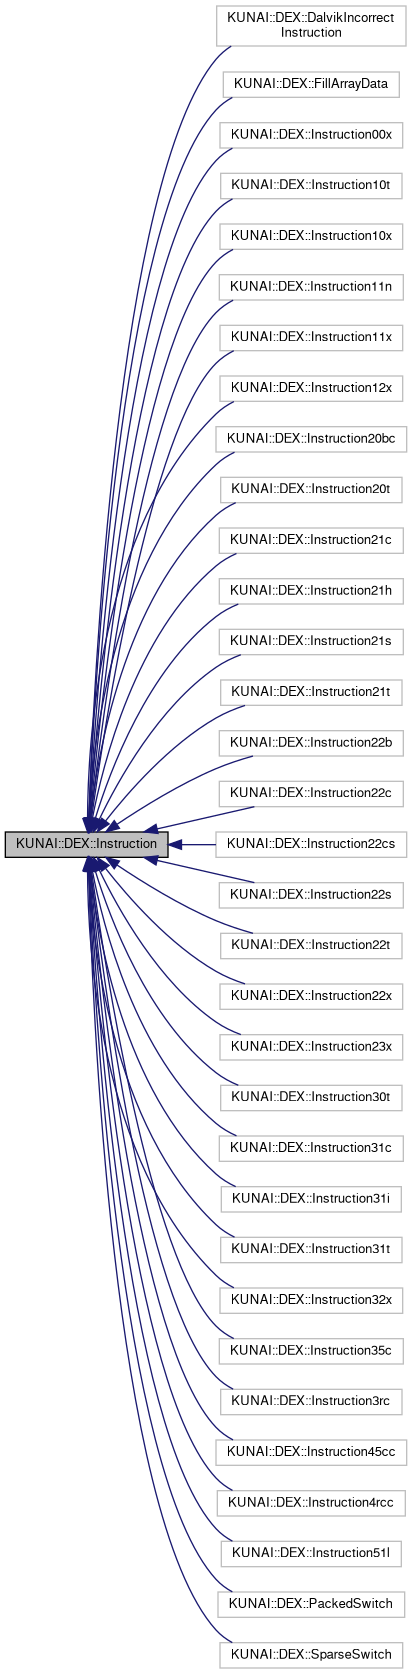 KUNAI::DEX::DalvikIncorrect
Instruction
KUNAI::DEX::FillArrayData
KUNAI::DEX::Instruction00x
KUNAI::DEX::Instruction10t
KUNAI::DEX::Instruction10x
KUNAI::DEX::Instruction11n
KUNAI::DEX::Instruction11x
KUNAI::DEX::Instruction12x
KUNAI::DEX::Instruction20bc
KUNAI::DEX::Instruction20t
KUNAI::DEX::Instruction21c
KUNAI::DEX::Instruction21h
KUNAI::DEX::Instruction21s
KUNAI::DEX::Instruction21t
KUNAI::DEX::Instruction22b
KUNAI::DEX::Instruction22c
KUNAI::DEX::Instruction
KUNAI::DEX::Instruction22cs
KUNAI::DEX::Instruction22s
KUNAI::DEX::Instruction22t
KUNAI::DEX::Instruction22x
KUNAI::DEX::Instruction23x
KUNAI::DEX::Instruction30t
KUNAI::DEX::Instruction31c
KUNAI::DEX::Instruction31i
KUNAI::DEX::Instruction31t
KUNAI::DEX::Instruction32x
KUNAI::DEX::Instruction35c
KUNAI::DEX::Instruction3rc
KUNAI::DEX::Instruction45cc
KUNAI::DEX::Instruction4rcc
KUNAI::DEX::Instruction51l
KUNAI::DEX::PackedSwitch
KUNAI::DEX::SparseSwitch